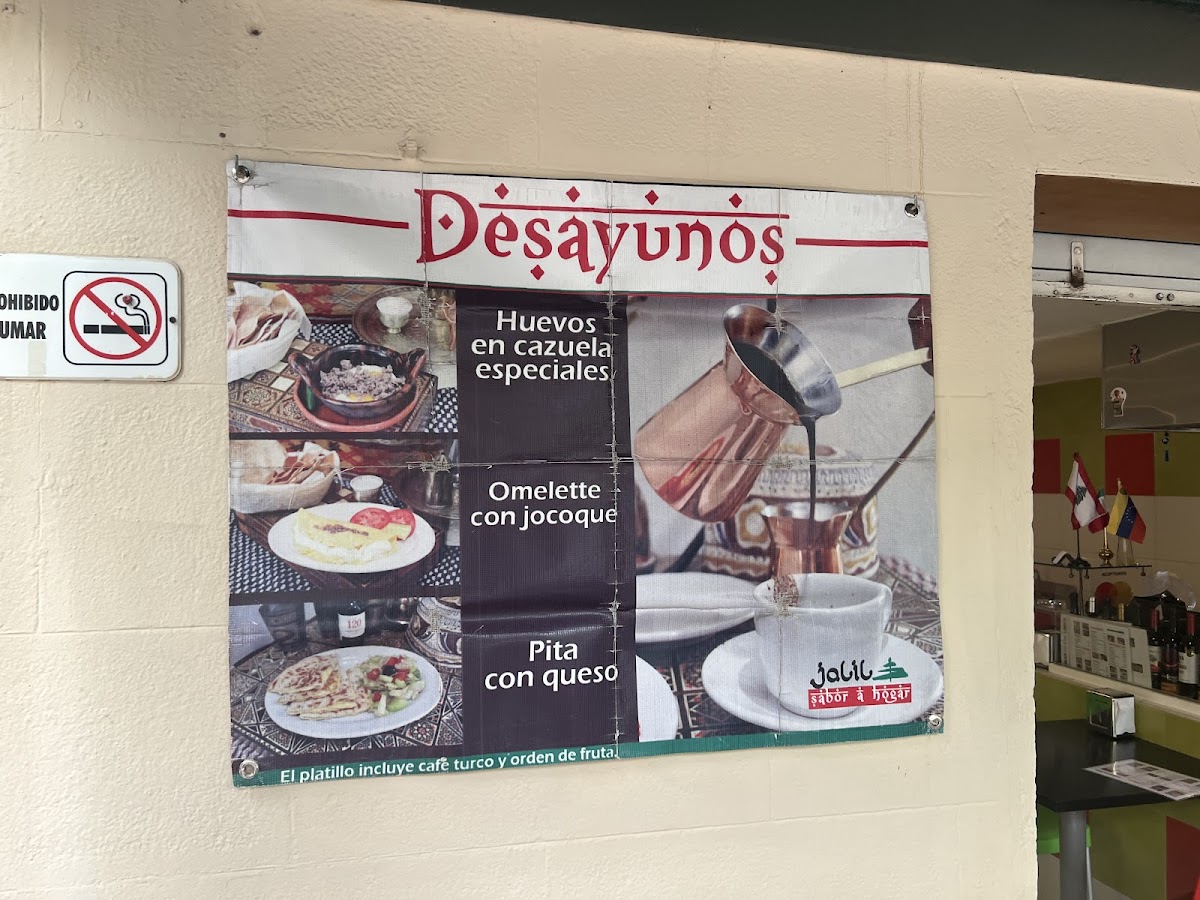 Desayunos
OHIBIDO
UMAR
Huevos
en cazuela
especiales
Omelette
con jocoque
Pita
con queso
120
jalil
sabor a hogar
El platillo incluye café turco y orden de fruta.